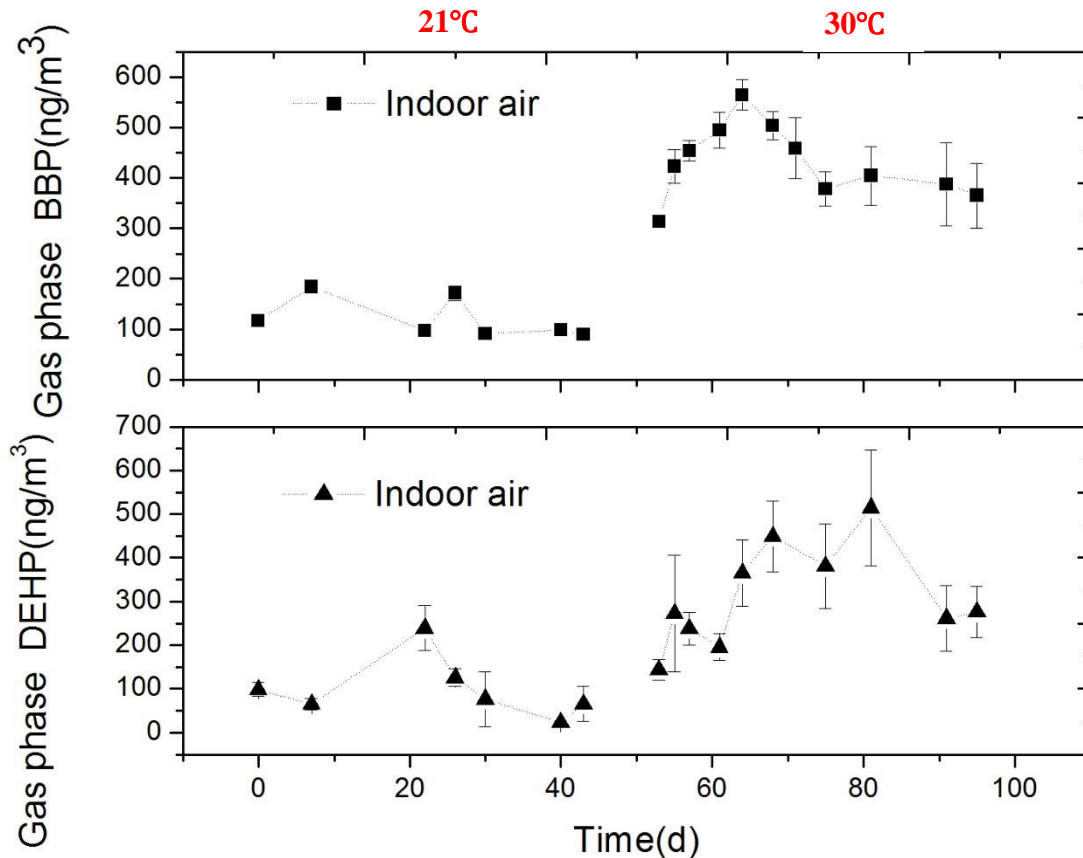 21℃ 30℃
Gas phase BBP(ng/m³)
600
500
400
300
200
100
0
Indoor air
Gas phase DEHP(ng/m³)
700
600
500
400
300
200
100
0
Indoor air
0 20 40 60 80 100
Time(d)